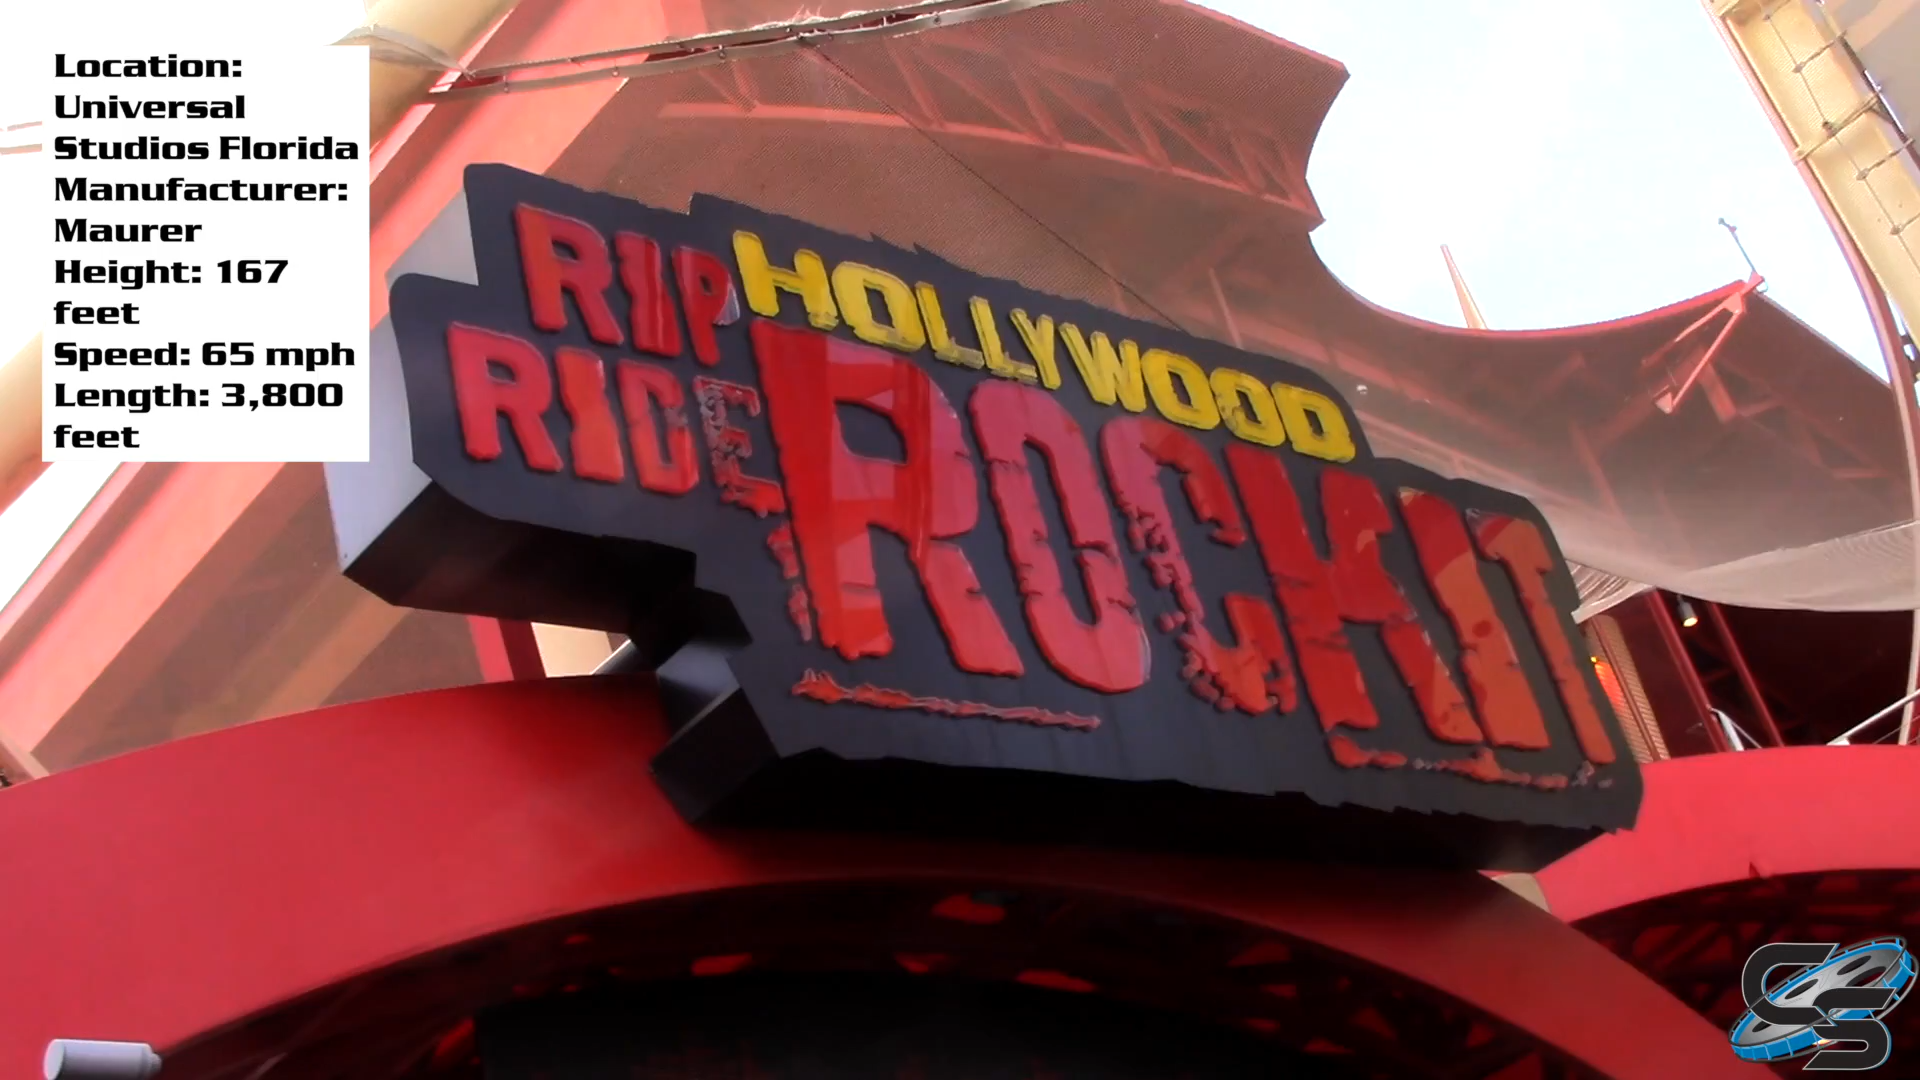 Location:
Universal
Studios Florida
Manufacturer:
Maurer
Height: 167
feet
Speed: 65 mph
Length: 3,800
feet
HOLLYWOOD
RIP
RIDE
ROCKIT
CS